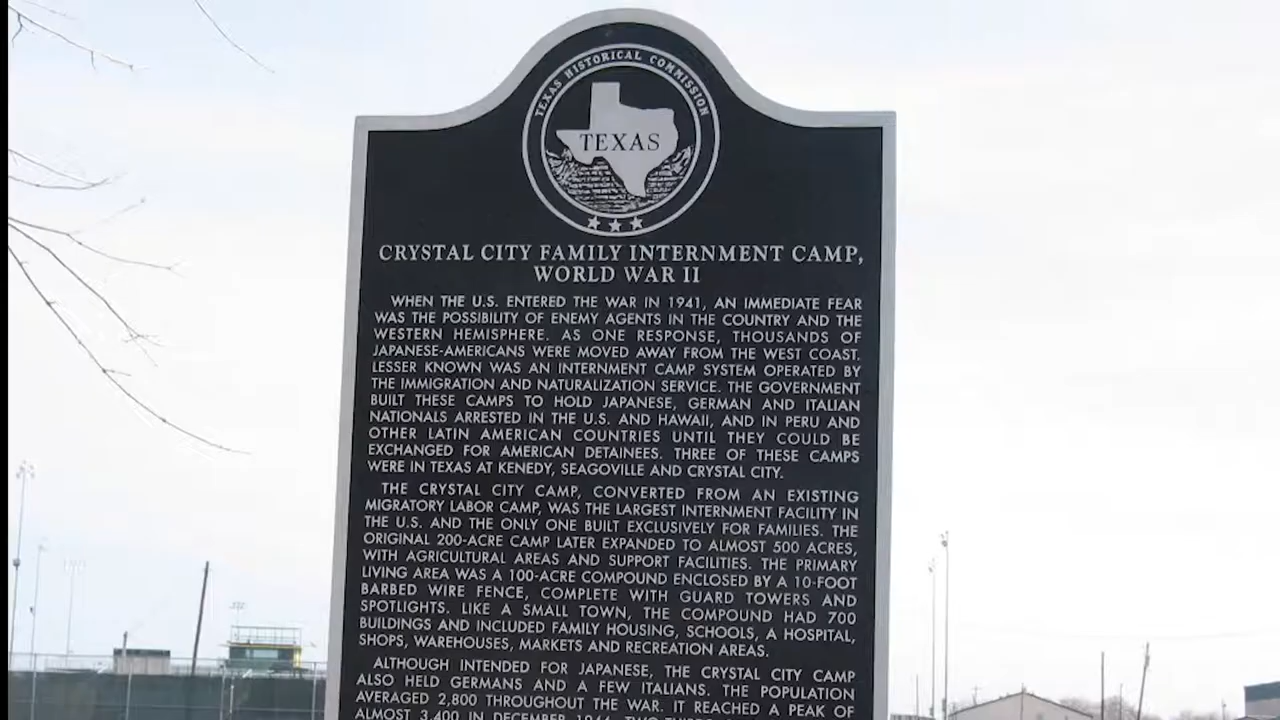 TEXAS HISTORICAL COMMISSION
TEXAS
CRYSTAL CITY FAMILY INTERNMENT CAMP,
WORLD WAR II
WHEN THE U.S. ENTERED THE WAR IN 1941, AN IMMEDIATE FEAR
WAS THE POSSIBILITY OF ENEMY AGENTS IN THE COUNTRY AND THE
WESTERN HEMISPHERE. AS ONE RESPONSE, THOUSANDS OF
JAPANESE-AMERICANS WERE MOVED AWAY FROM THE WEST COAST.
LESSER KNOWN WAS AN INTERNMENT CAMP SYSTEM OPERATED BY
THE IMMIGRATION AND NATURALIZATION SERVICE. THE GOVERNMENT
BUILT THESE CAMPS TO HOLD JAPANESE, GERMAN AND ITALIAN
NATIONALS ARRESTED IN THE U.S. AND HAWAII, AND IN PERU AND
OTHER LATIN AMERICAN COUNTRIES UNTIL THEY COULD BE
EXCHANGED FOR AMERICAN DETAINEES. THREE OF THESE CAMPS
WERE IN TEXAS AT KENEDY, SEAGOVILLE AND CRYSTAL CITY.
THE CRYSTAL CITY CAMP, CONVERTED FROM AN EXISTING
MIGRATORY LABOR CAMP, WAS THE LARGEST INTERNMENT FACILITY IN
THE U.S. AND THE ONLY ONE BUILT EXCLUSIVELY FOR FAMILIES. THE
ORIGINAL 200-ACRE CAMP LATER EXPANDED TO ALMOST 500 ACRES,
WITH AGRICULTURAL AREAS AND SUPPORT FACILITIES. THE PRIMARY
LIVING AREA WAS A 100-ACRE COMPOUND ENCLOSED BY A 10-FOOT
BARBED WIRE FENCE, COMPLETE WITH GUARD TOWERS AND
SPOTLIGHTS. LIKE A SMALL TOWN, THE COMPOUND HAD 700
BUILDINGS AND INCLUDED FAMILY HOUSING, SCHOOLS, A HOSPITAL,
SHOPS, WAREHOUSES, MARKETS AND RECREATION AREAS.
ALTHOUGH INTENDED FOR JAPANESE, THE CRYSTAL CITY CAMP
ALSO HELD GERMANS AND A FEW ITALIANS. THE POPULATION
AVERAGED 2,800 THROUGHOUT THE WAR. IT REACHED A PEAK OF
ALMOST 3,400 IN DECEMBER 1944.